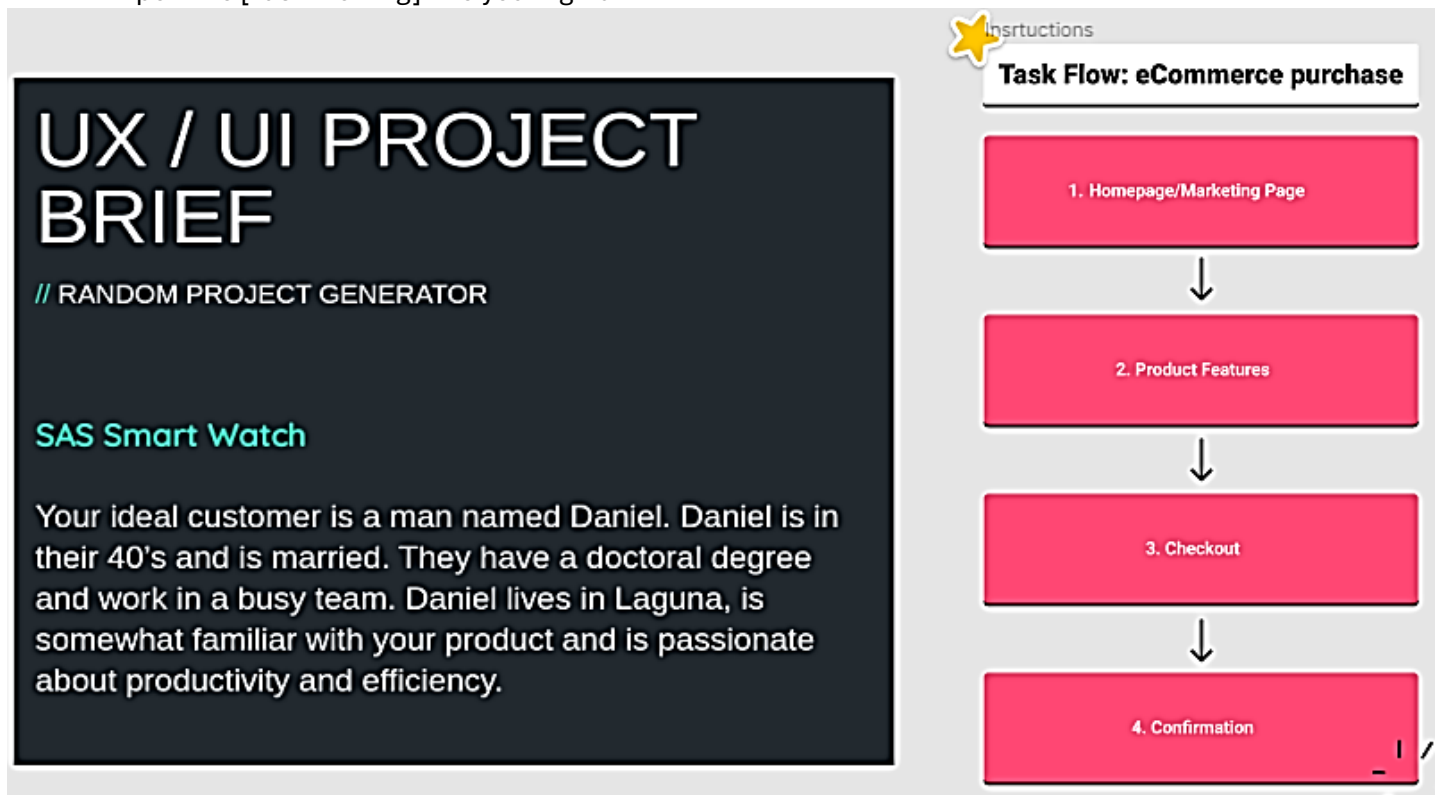 UX / UI PROJECT
BRIEF
// RANDOM PROJECT GENERATOR
SAS Smart Watch
Your ideal customer is a man named Daniel. Daniel is in
their 40’s and is married. They have a doctoral degree
and work in a busy team. Daniel lives in Laguna, is
somewhat familiar with your product and is passionate
about productivity and efficiency.
Insrtuctions
Task Flow: eCommerce purchase
1. Homepage/Marketing Page
2. Product Features
3. Checkout
4. Confirmation